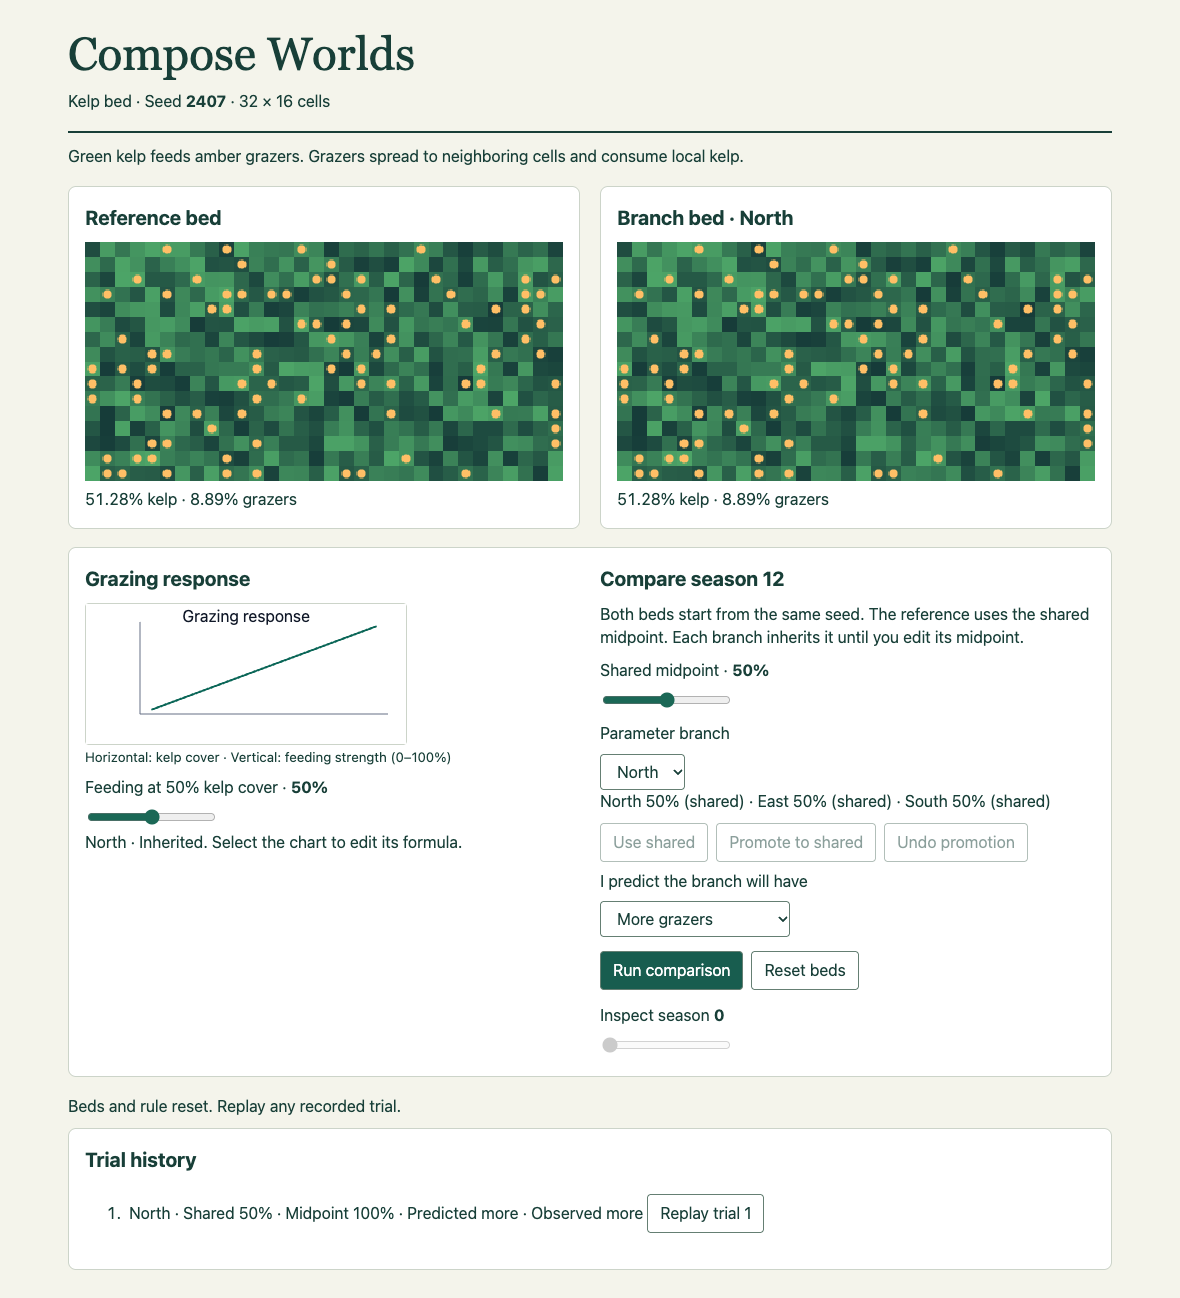 Compose Worlds
Kelp bed · Seed 2407 · 32 × 16 cells
Green kelp feeds amber grazers. Grazers spread to neighboring cells and consume local kelp.
Reference bed
51.28% kelp · 8.89% grazers
Branch bed · North
51.28% kelp · 8.89% grazers
Grazing response
Grazing response
Horizontal: kelp cover · Vertical: feeding strength (0–100%)
Feeding at 50% kelp cover · 50%
North · Inherited. Select the chart to edit its formula.
Compare season 12
Both beds start from the same seed. The reference uses the shared
midpoint. Each branch inherits it until you edit its midpoint.
Shared midpoint · 50%
Parameter branch
North
North 50% (shared) · East 50% (shared) · South 50% (shared)
Use shared Promote to shared Undo promotion
I predict the branch will have
More grazers
Run comparison Reset beds
Inspect season 0
Beds and rule reset. Replay any recorded trial.
Trial history
1. North · Shared 50% · Midpoint 100% · Predicted more · Observed more Replay trial 1